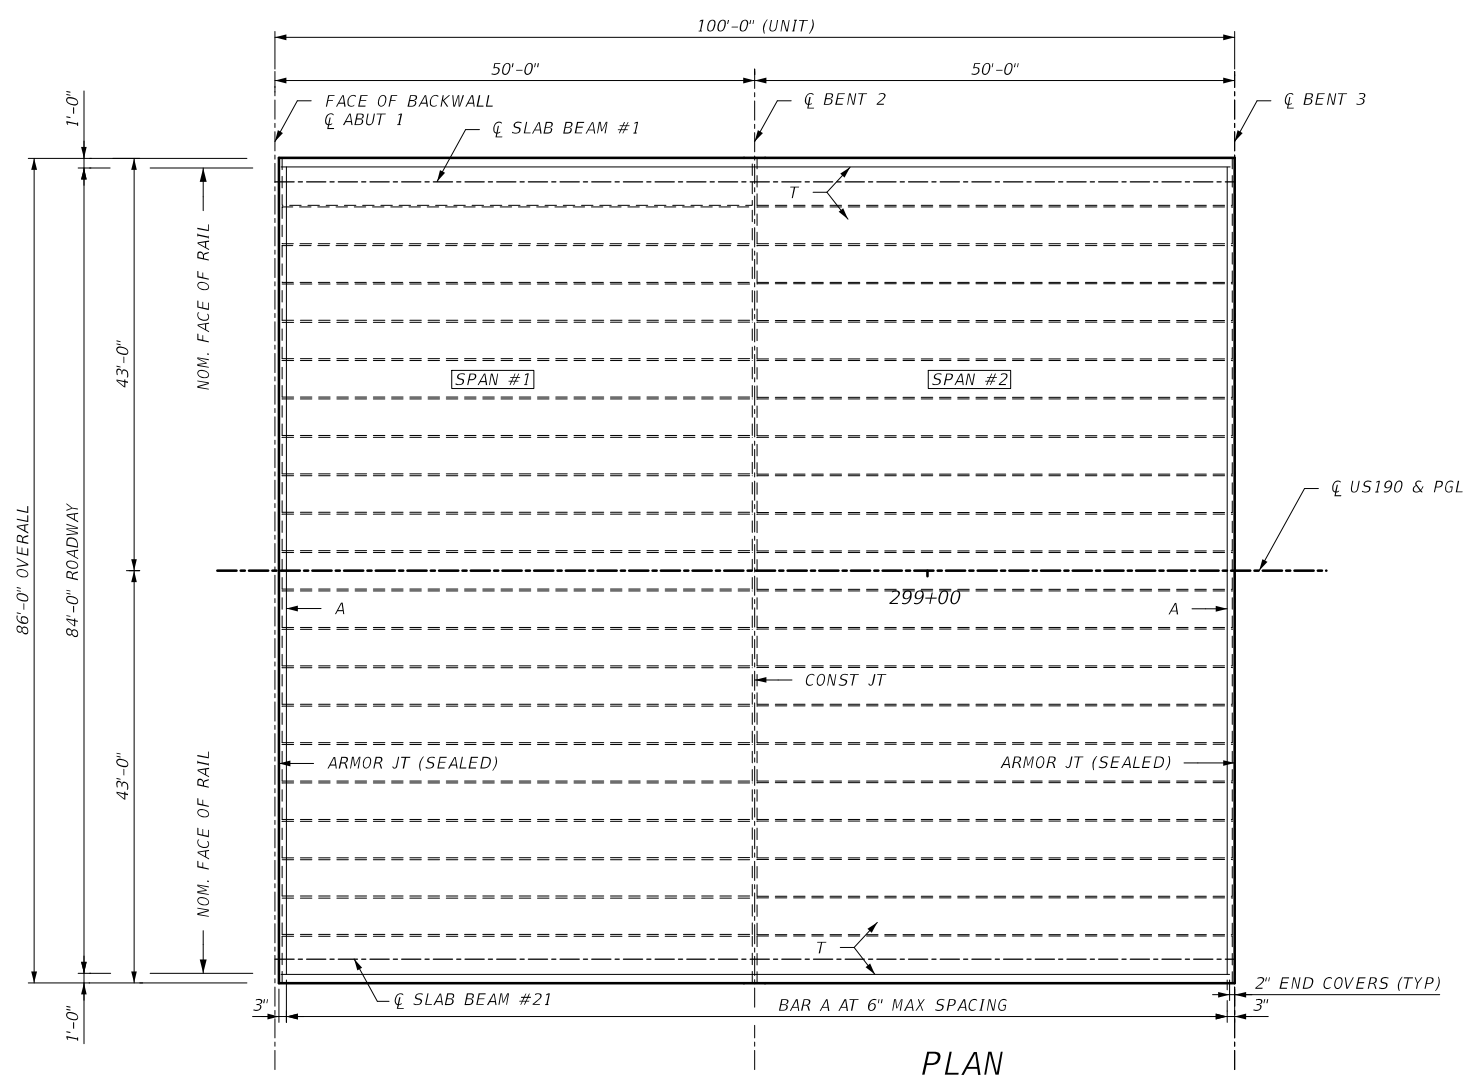 100'-0" (UNIT)
50'-0"
50'-0"
1'-0"
FACE OF BACKWALL
℄ ABUT 1
℄ SLAB BEAM #1
℄ BENT 2
℄ BENT 3
T
NOM. FACE OF RAIL
43'-0"
SPAN #1
SPAN #2
℄ US190 & PGL
86'-0" OVERALL
84'-0" ROADWAY
299+00
A
A
CONST JT
43'-0"
NOM. FACE OF RAIL
ARMOR JT (SEALED)
ARMOR JT (SEALED)
T
℄ SLAB BEAM #21
2" END COVERS (TYP)
1'-0"
3"
BAR A AT 6" MAX SPACING
3"
PLAN